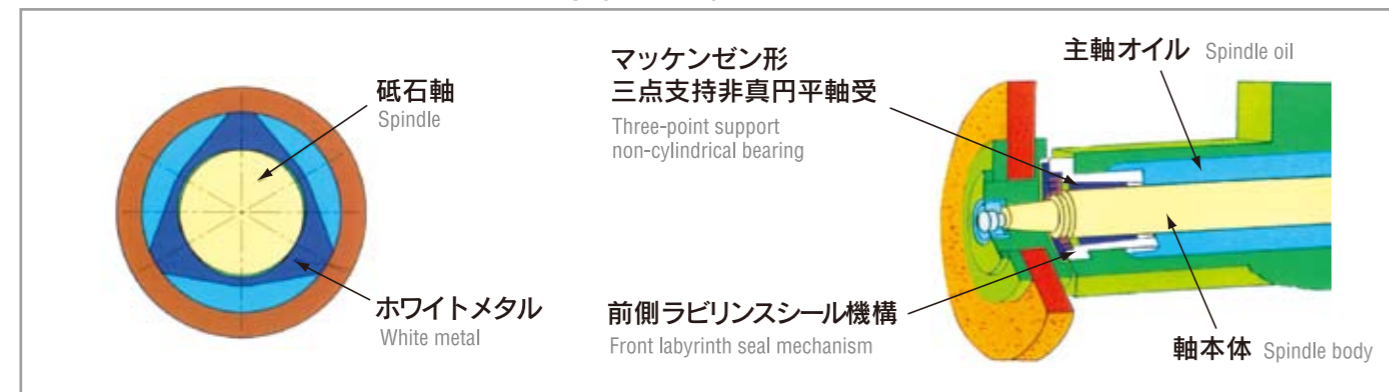 砥石軸
Spindle
ホワイトメタル
White metal
マッケンゼン形
三点支持非真円平軸受
Three-point support
non-cylindrical bearing
前側ラビリンスシール機構
Front labyrinth seal mechanism
主軸オイル Spindle oil
軸本体 Spindle body